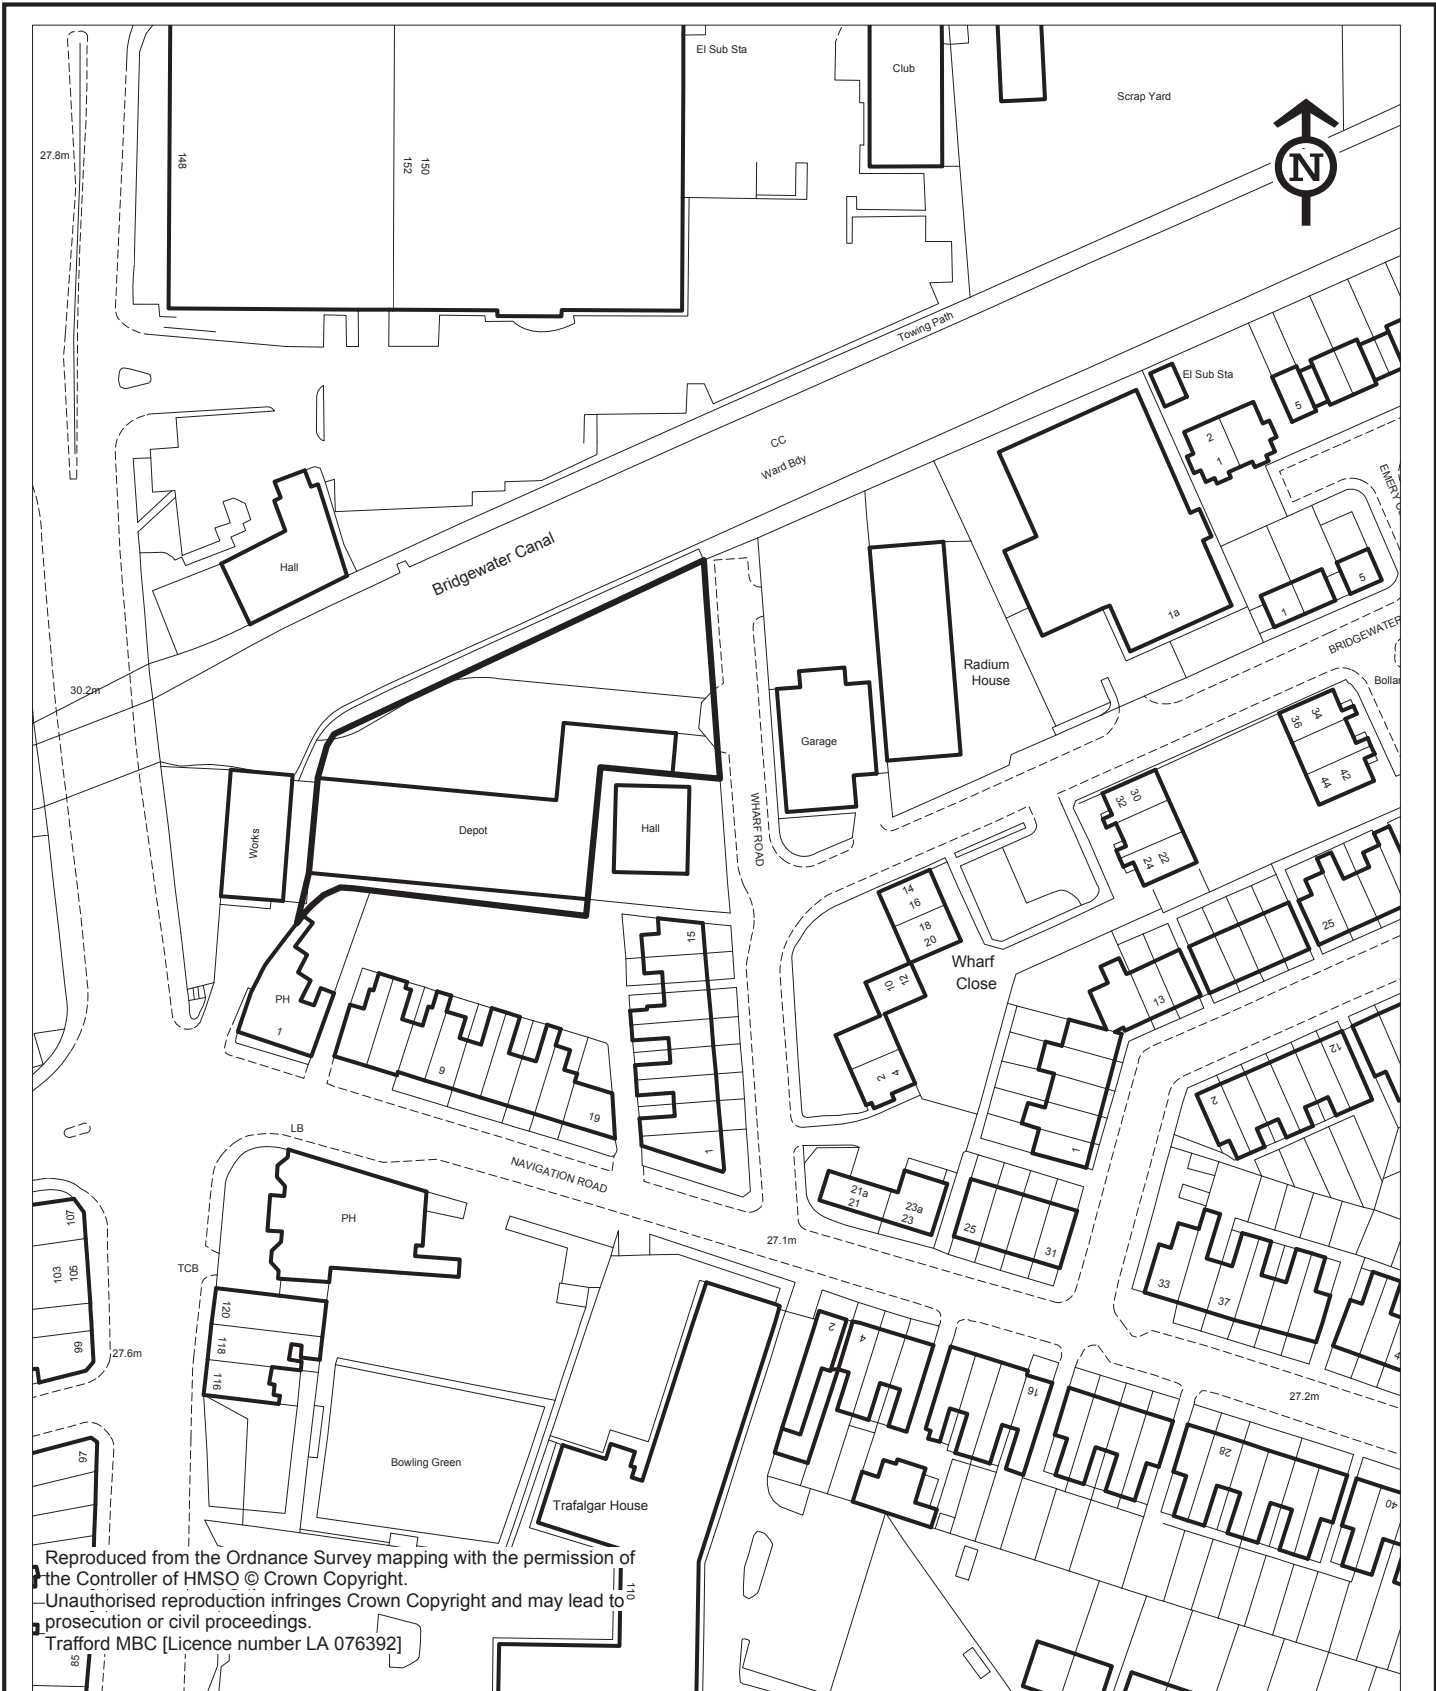 El Sub Sta
Club
Scrap Yard
27.8m
148
150
152
N
Towing Path
El Sub Sta
5
2
1
CC
Ward Bdy
Hall
Bridgewater Canal
5
1
1a
BRIDGEWATER
Radium
House
30.2m
Garage
36
34
42
44
Works
Depot
Hall
WHARF ROAD
32
30
24
22
14
16
18
20
15
25
Wharf
Close
12
10
13
PH
1
9
19
2
4
1
1
12
2
LB
NAVIGATION ROAD
PH
21a
21
23a
23
25
31
27.1m
107
103
105
99
TCB
120
118
116
27.6m
33
37
4
2
4
16
27.2m
28
40
97
Bowling Green
Trafalgar House
110
85
Reproduced from the Ordnance Survey mapping with the permission of
the Controller of HMSO © Crown Copyright.
Unauthorised reproduction infringes Crown Copyright and may lead to
prosecution or civil proceedings.
Trafford MBC [Licence number LA 076392]